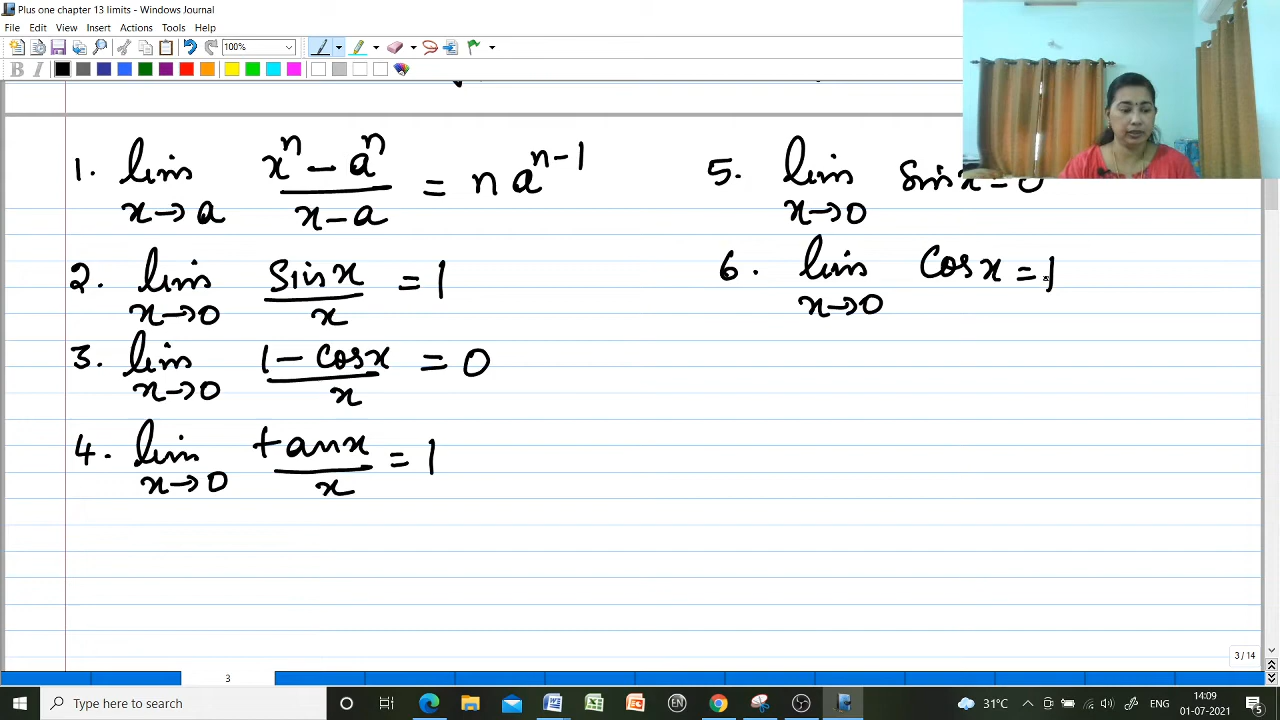 Plus one chapter 13 limits - Windows Journal
File Edit View Insert Actions Tools Help
100%
B I
1. lim x→a (x^n - a^n)/(x - a) = n a^(n-1)
2. lim x→0 sin x/x = 1
3. lim x→0 (1 - cos x)/x = 0
4. lim x→0 tan x/x = 1
5. lim x→0 sin x = 0
6. lim x→0 cos x = 1
3 / 14
3
Type here to search
31°C ENG
14:09
01-07-2021